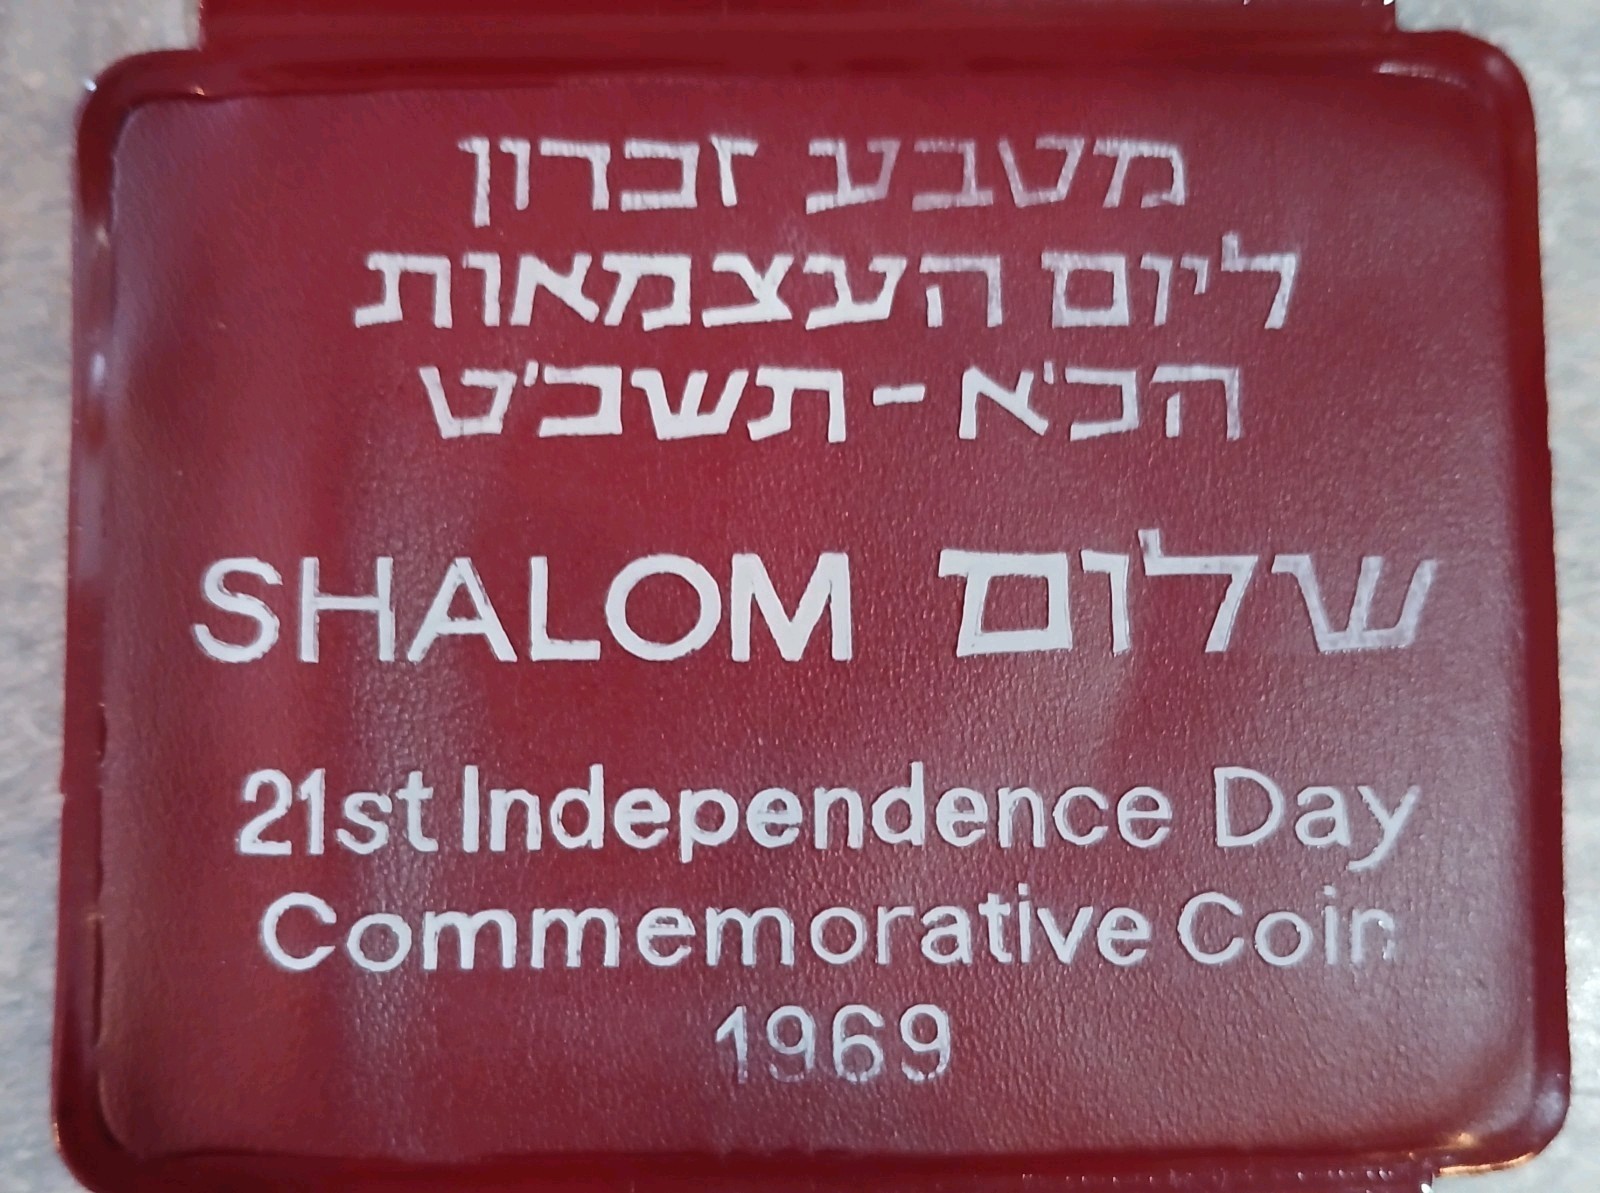 מטבע זכרון
ליום העצמאות
הכ'א - תשכ'ט
SHALOM שלום
21st Independence Day
Commemorative Coin
1969